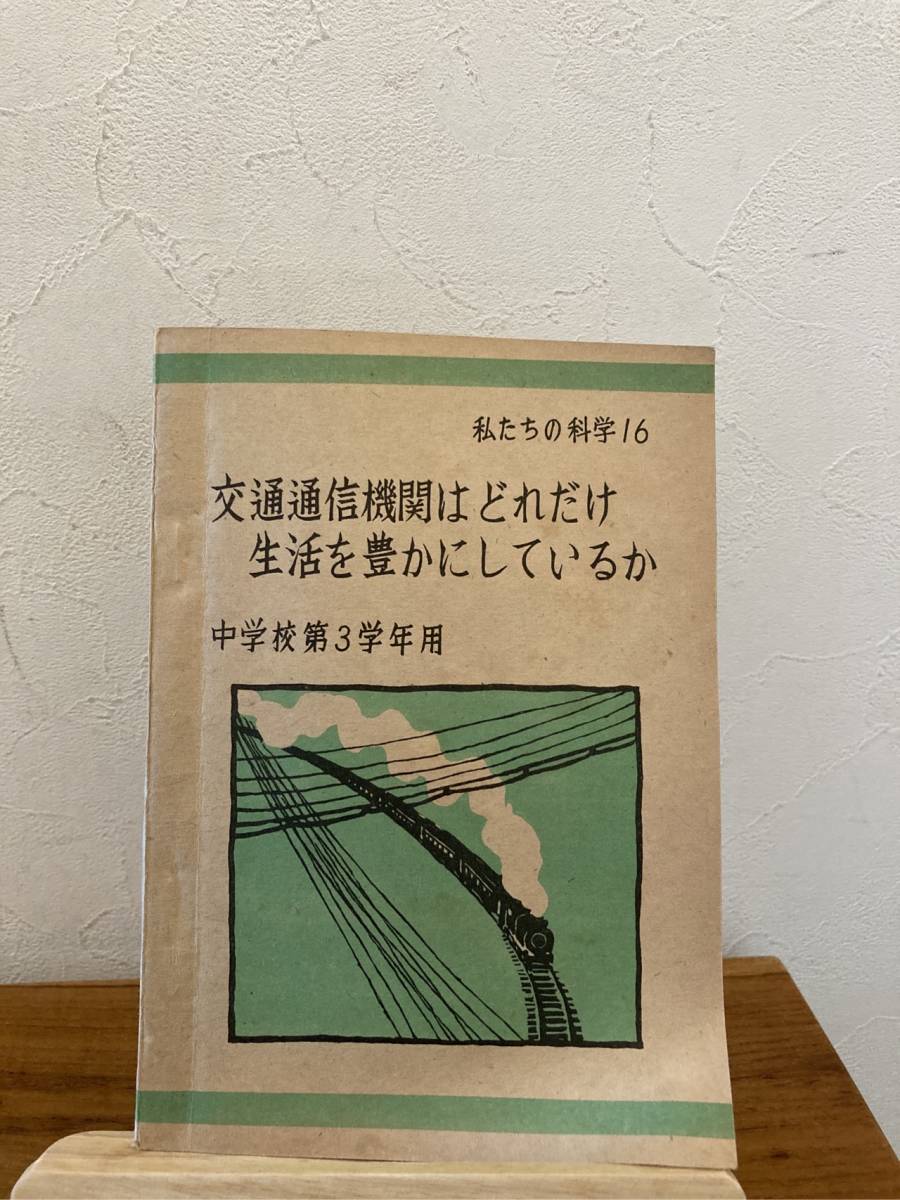 私たちの科学16
交通通信機関はどれだけ
生活を豊かにしているか
中学校第3学年用